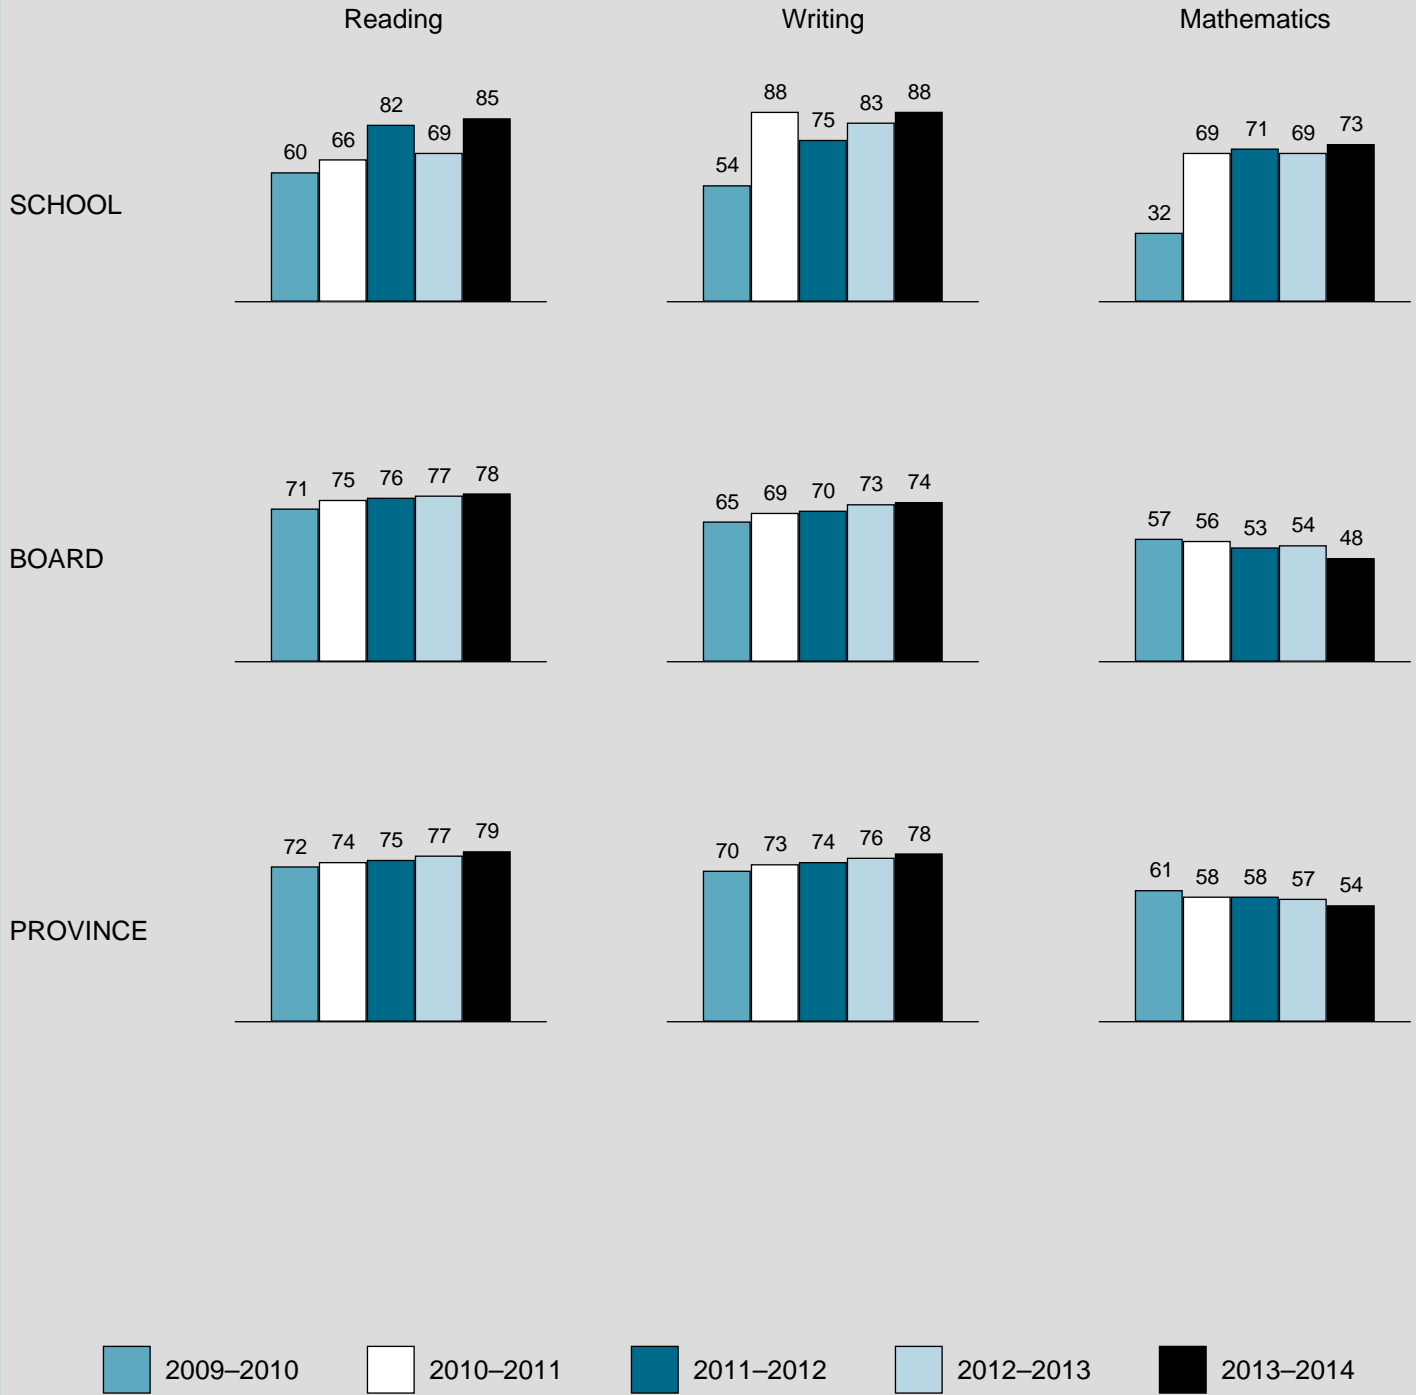 Reading Writing Mathematics
SCHOOL
60 66 82 69 85
54 88 75 83 88
32 69 71 69 73
BOARD
71 75 76 77 78
65 69 70 73 74
57 56 53 54 48
PROVINCE
72 74 75 77 79
70 73 74 76 78
61 58 58 57 54
2009–2010 2010–2011 2011–2012 2012–2013 2013–2014